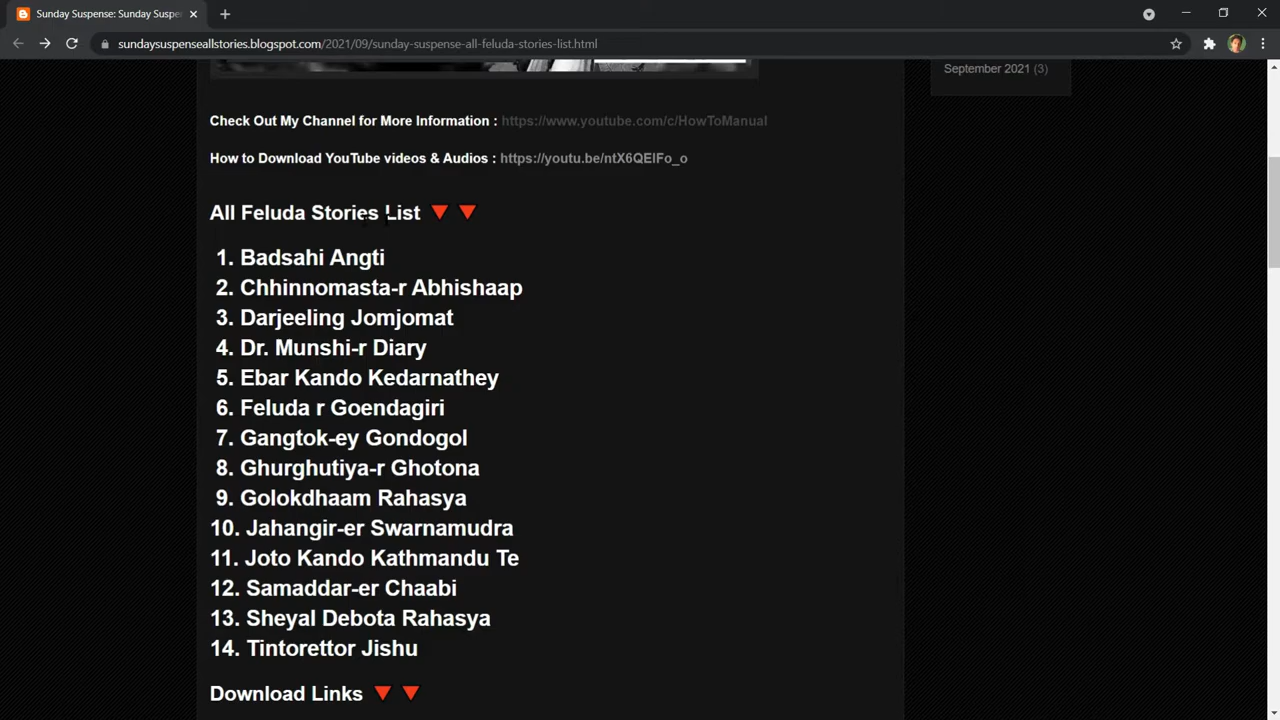 Sunday Suspense: Sunday Suspens
sundaysuspenseallstories.blogspot.com/2021/09/sunday-suspense-all-feluda-stories-list.html
September 2021 (3)
Check Out My Channel for More Information : https://www.youtube.com/c/HowToManual
How to Download YouTube videos & Audios : https://youtu.be/ntX6QElFo_o
All Feluda Stories List 🔻🔻
1. Badsahi Angti
2. Chhinnomasta-r Abhishaap
3. Darjeeling Jomjomat
4. Dr. Munshi-r Diary
5. Ebar Kando Kedarnathey
6. Feluda r Goendagiri
7. Gangtok-ey Gondogol
8. Ghurghutiya-r Ghotona
9. Golokdhaam Rahasya
10. Jahangir-er Swarnamudra
11. Joto Kando Kathmandu Te
12. Samaddar-er Chaabi
13. Sheyal Debota Rahasya
14. Tintorettor Jishu
Download Links 🔻🔻